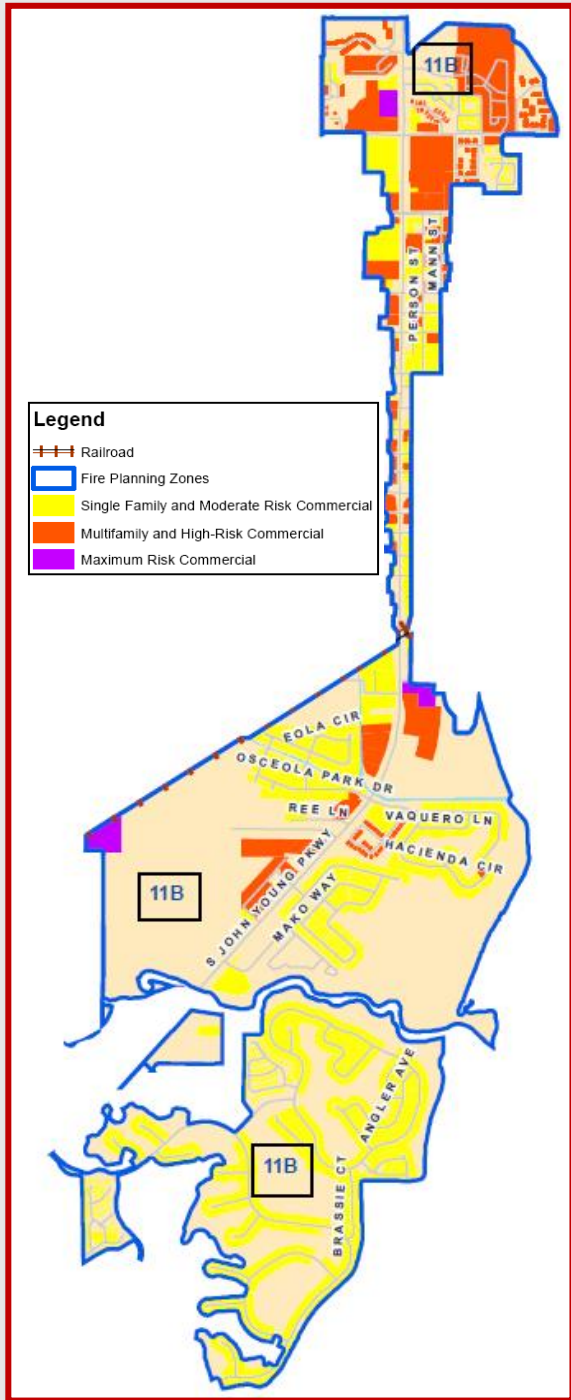 11B
PERSON ST
MANN ST
Legend
Railroad
Fire Planning Zones
Single Family and Moderate Risk Commercial
Multifamily and High-Risk Commercial
Maximum Risk Commercial
EOLA CIR
OSCEOLA PARK DR
REE LN
VAQUERO LN
HACIENDA CIR
S JOHN YOUNG PKWY
MAKO WAY
11B
ANGLER AVE
11B
BRASSIE CT